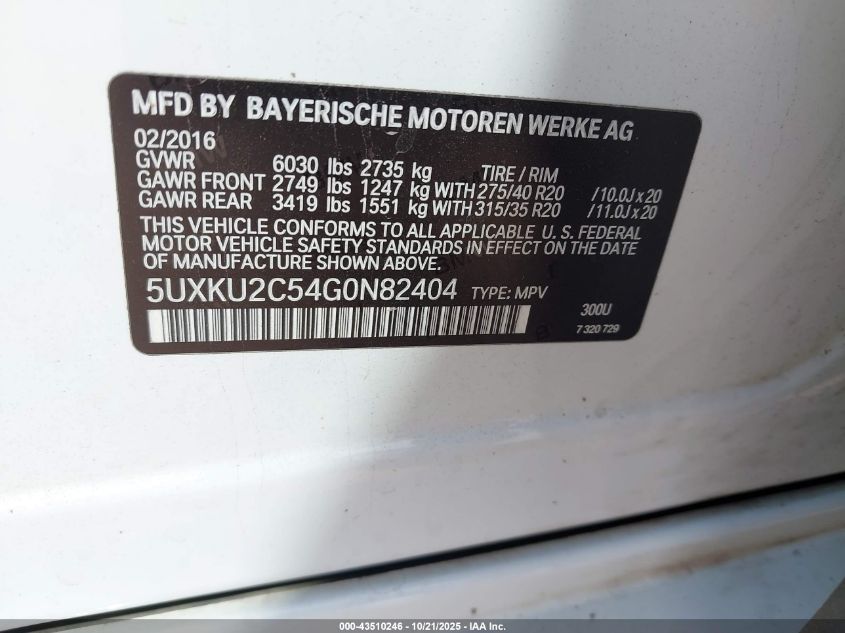 MFD BY BAYERISCHE MOTOREN WERKE AG
02/2016
GVWR 6030 lbs 2735 kg TIRE / RIM
GAWR FRONT 2749 lbs 1247 kg WITH 275/40 R20 /10.0J x 20
GAWR REAR 3419 lbs 1551 kg WITH 315/35 R20 /11.0J x 20
THIS VEHICLE CONFORMS TO ALL APPLICABLE U. S. FEDERAL
MOTOR VEHICLE SAFETY STANDARDS IN EFFECT ON THE DATE
OF MANUFACTURE SHOWN ABOVE.
5UXKU2C54G0N82404 TYPE: MPV
300U
7 320 729
000-43510246 - 10/21/2025 - IAA Inc.